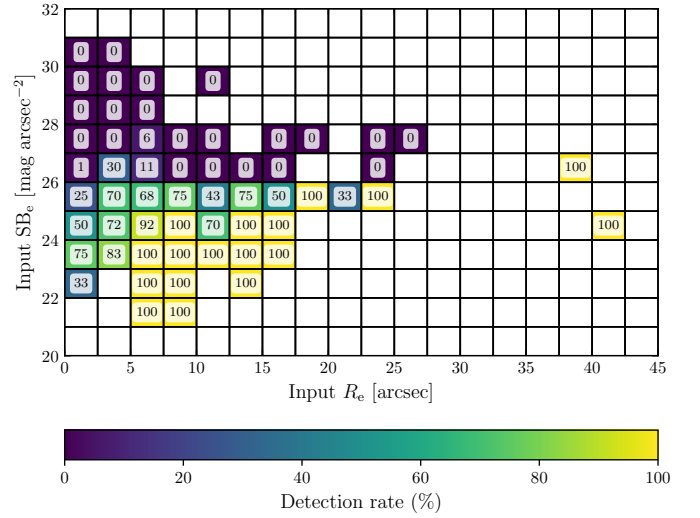 32
0 0
30
0 0 0 0
0 0 0
28
0 0 6 0 0 0 0 0 0
1 30 11 0 0 0 0 0 100
26
25 70 68 75 43 75 50 100 33 100
50 72 92 100 70 100 100 100
24
75 83 100 100 100 100 100
33 100 100 100
22
100 100
20
0 5 10 15 20 25 30 35 40 45
Input SBₑ [mag arcsec⁻²]
Input Rₑ [arcsec]
0 20 40 60 80 100
Detection rate (%)